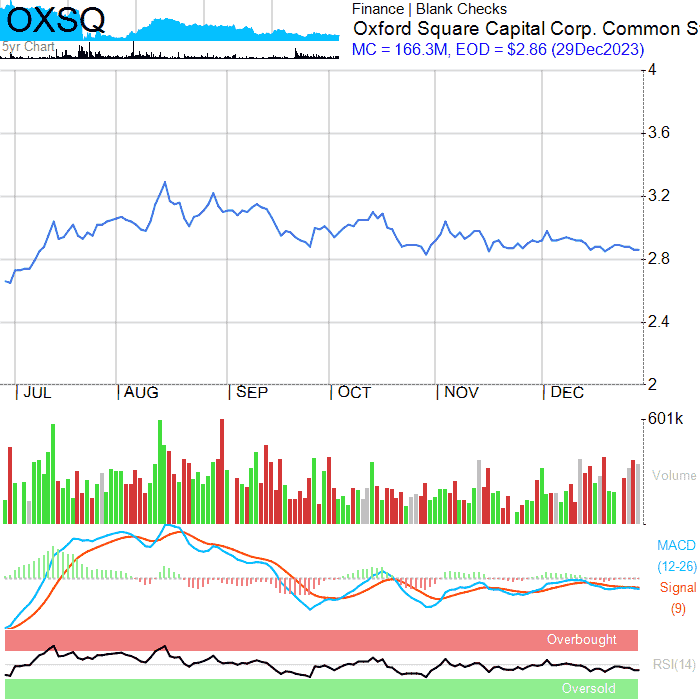 OXSQ
5yr Chart
Finance | Blank Checks
Oxford Square Capital Corp. Common S
MC = 166.3M, EOD = $2.86 (29Dec2023)
4
3.6
3.2
2.8
2.4
2
| JUL | AUG | SEP | OCT | NOV | DEC
601k
Volume
MACD
(12-26)
Signal
(9)
Overbought
RSI(14)
Oversold